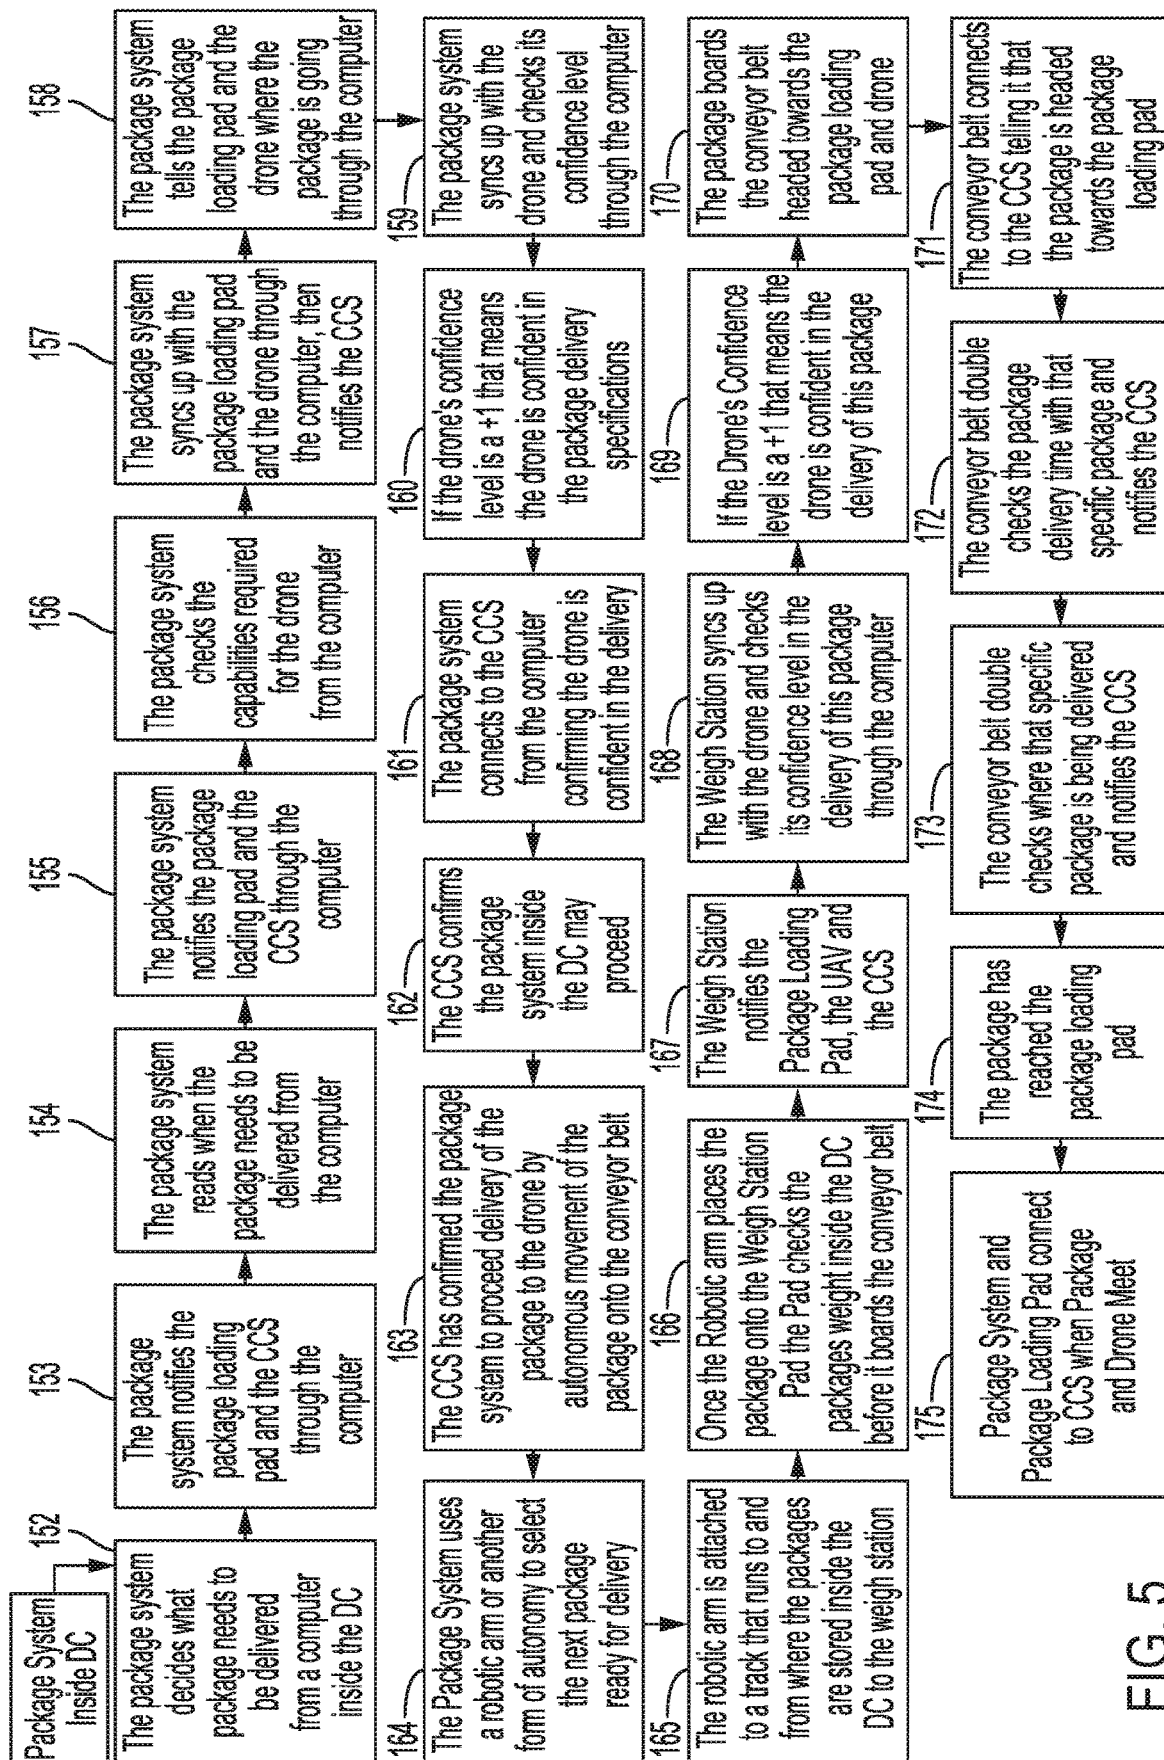 Package System
Inside DC
152
The package system
decides what
package needs to
be delivered
from a computer
inside the DC
153
The package
system notifies the
package loading
pad and the CCS
through the
computer
154
The package system
reads when the
package needs to be
delivered from
the computer
155
The package system
notifies the package
loading pad and the
CCS through the
computer
156
The package system
checks the
capabilities required
for the drone
from the computer
157
The package system
syncs up with the
package loading pad
and the drone through
the computer, then
notifies the CCS
158
The package system
tells the package
loading pad and the
drone where the
package is going
through the computer
159
The package system
syncs up with the
drone and checks its
confidence level
through the computer
160
If the drone's confidence
level is a +1 that means
the drone is confident in
the package delivery
specifications
161
The package system
connects to the CCS
from the computer
confirming the drone is
confident in the delivery
162
The CCS confirms
the package
system inside
the DC may
proceed
163
The CCS has confirmed the package
system to proceed delivery of the
package to the drone by
autonomous movement of the
package onto the conveyor belt
164
The Package System uses
a robotic arm or another
form of autonomy to select
the next package
ready for delivery
165
The robotic arm is attached
to a track that runs to and
from where the packages
are stored inside the
DC to the weigh station
166
Once the Robotic arm places the
package onto the Weigh Station
Pad the Pad checks the
packages weight inside the DC
before it boards the conveyor belt
167
The Weigh Station
notifies the
Package Loading
Pad, the UAV and
the CCS
168
The Weigh Station syncs up
with the drone and checks
its confidence level in the
delivery of this package
through the computer
169
If the Drone's Confidence
level is a +1 that means the
drone is confident in the
delivery of this package
170
The package boards
the conveyor belt
headed towards the
package loading
pad and drone
171
The conveyor belt connects
to the CCS telling it that
the package is headed
towards the package
loading pad
172
The conveyor belt double
checks the package
delivery time with that
specific package and
notifies the CCS
173
The conveyor belt double
checks where that specific
package is being delivered
and notifies the CCS
174
The package has
reached the
package loading
pad
175
Package System and
Package Loading Pad connect
to CCS when Package
and Drone Meet
FIG. 5